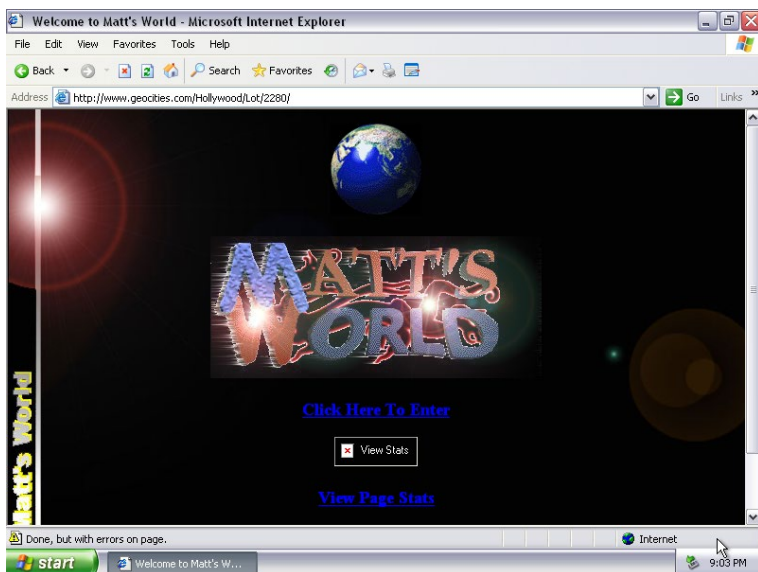 Welcome to Matt's World - Microsoft Internet Explorer
File Edit View Favorites Tools Help
Back Search Favorites
Address http://www.geocities.com/Hollywood/Lot/2280/ Go Links »
MATT'S
WORLD
Click Here To Enter
View Stats
View Page Stats
Matt's World
Done, but with errors on page. Internet
start Welcome to Matt's W... 9:03 PM